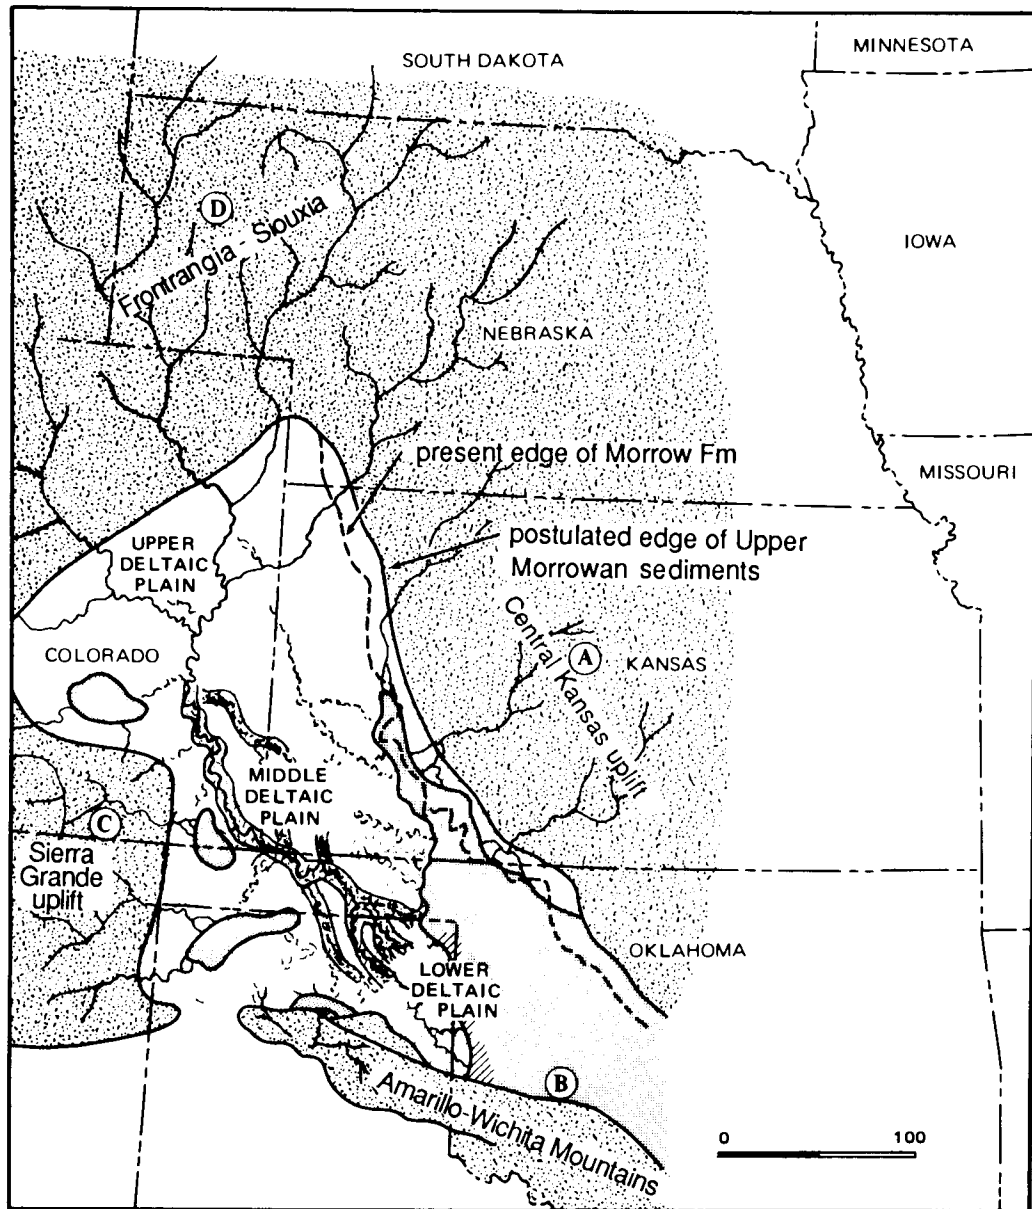 SOUTH DAKOTA
MINNESOTA
D
Frontrangia - Siouxia
IOWA
NEBRASKA
present edge of Morrow Fm
MISSOURI
postulated edge of Upper
Morrowan sediments
UPPER
DELTAIC
PLAIN
Central Kansas uplift
A
KANSAS
COLORADO
MIDDLE
DELTAIC
PLAIN
C
Sierra
Grande
uplift
OKLAHOMA
LOWER
DELTAIC
PLAIN
B
Amarillo-Wichita Mountains
0 100